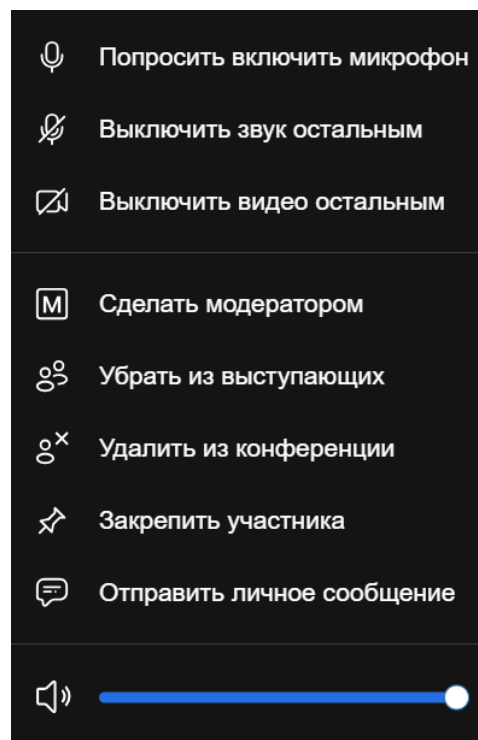 Попросить включить микрофон
Выключить звук остальным
Выключить видео остальным
M Сделать модератором
Убрать из выступающих
Удалить из конференции
Закрепить участника
Отправить личное сообщение